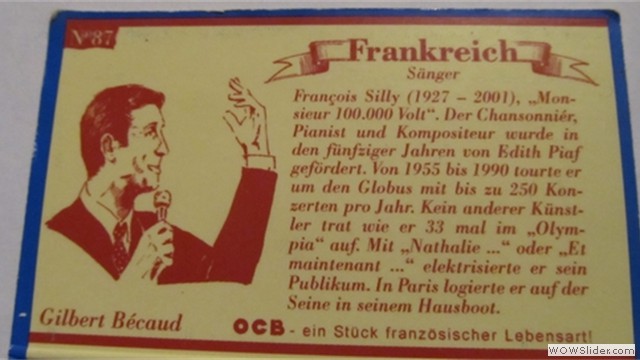 Nº 87
Frankreich
Sänger
François Silly (1927 – 2001), „Mon-
sieur 100.000 Volt“. Der Chansonniér,
Pianist und Kompositeur wurde in
den fünfziger Jahren von Edith Piaf
gefördert. Von 1955 bis 1990 tourte er
um den Globus mit bis zu 250 Kon-
zerten pro Jahr. Kein anderer Künst-
ler trat wie er 33 mal im „Olym-
pia“ auf. Mit „Nathalie ...“ oder „Et
maintenant ...“ elektrisierte er sein
Publikum. In Paris logierte er auf der
Seine in seinem Hausboot.
Gilbert Bécaud
OCB - ein Stück französischer Lebensart!
WOWSlider.com